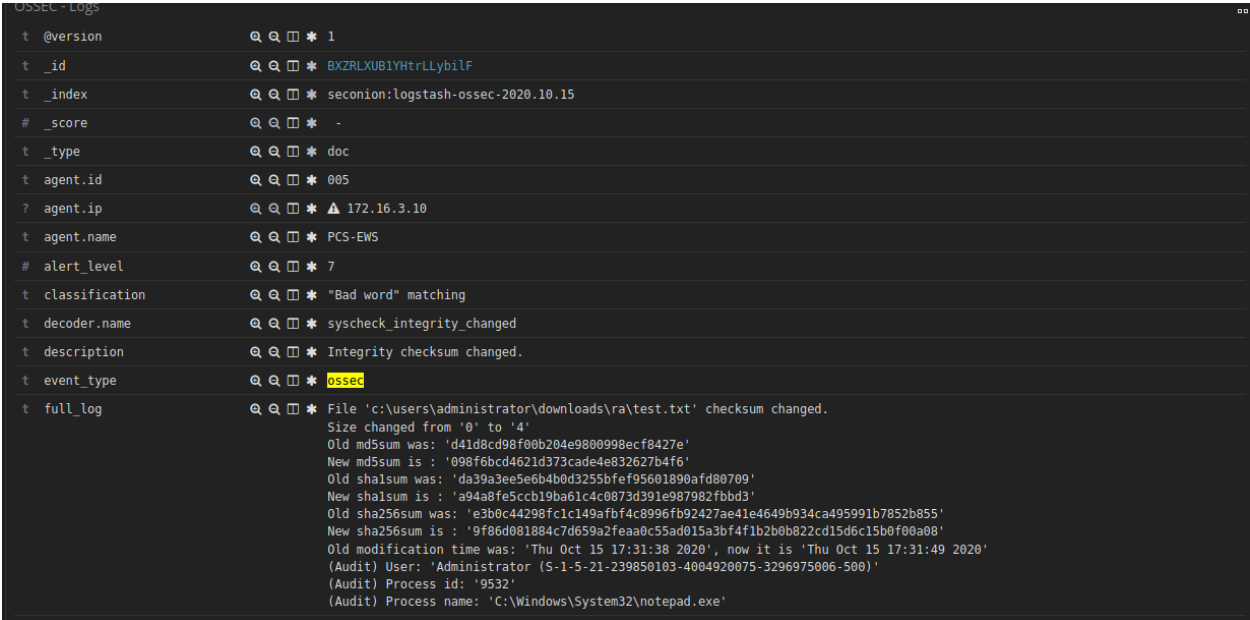 OSSEC - Logs
t @version 1
t _id BXZRLXUB1YHtrLLybilF
t _index seconion:logstash-ossec-2020.10.15
# _score -
t _type doc
t agent.id 005
? agent.ip 172.16.3.10
t agent.name PCS-EWS
# alert_level 7
t classification "Bad word" matching
t decoder.name syscheck_integrity_changed
t description Integrity checksum changed.
t event_type ossec
t full_log File 'c:\users\administrator\downloads\ra\test.txt' checksum changed.
Size changed from '0' to '4'
Old md5sum was: 'd41d8cd98f00b204e9800998ecf8427e'
New md5sum is : '098f6bcd4621d373cade4e832627b4f6'
Old sha1sum was: 'da39a3ee5e6b4b0d3255bfef95601890afd80709'
New sha1sum is : 'a94a8fe5ccb19ba61c4c0873d391e987982fbbd3'
Old sha256sum was: 'e3b0c44298fc1c149afbf4c8996fb92427ae41e4649b934ca495991b7852b855'
New sha256sum is : '9f86d081884c7d659a2feaa0c55ad015a3bf4f1b2b0b822cd15d6c15b0f00a08'
Old modification time was: 'Thu Oct 15 17:31:38 2020', now it is 'Thu Oct 15 17:31:49 2020'
(Audit) User: 'Administrator (S-1-5-21-239850103-4004920075-3296975006-500)'
(Audit) Process id: '9532'
(Audit) Process name: 'C:\Windows\System32\notepad.exe'